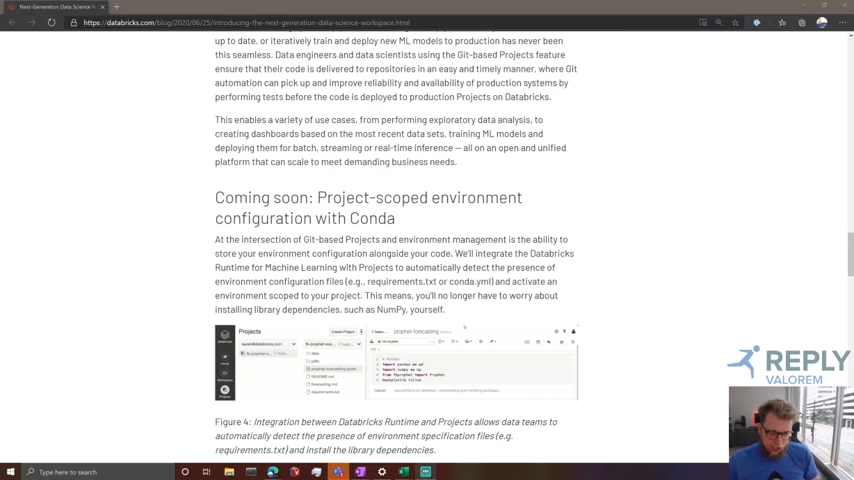 Next-Generation Data Science W
https://databricks.com/blog/2020/06/25/introducing-the-next-generation-data-science-workspace.html
up to date, or iteratively train and deploy new ML models to production has never been
this seamless. Data engineers and data scientists using the Git-based Projects feature
ensure that their code is delivered to repositories in an easy and timely manner, where Git
automation can pick up and improve reliability and availability of production systems by
performing tests before the code is deployed to production Projects on Databricks.
This enables a variety of use cases, from performing exploratory data analysis, to
creating dashboards based on the most recent data sets, training ML models and
deploying them for batch, streaming or real-time inference — all on an open and unified
platform that can scale to meet demanding business needs.
Coming soon: Project-scoped environment
configuration with Conda
At the intersection of Git-based Projects and environment management is the ability to
store your environment configuration alongside your code. We'll integrate the Databricks
Runtime for Machine Learning with Projects to automatically detect the presence of
environment configuration files (e.g., requirements.txt or conda.yml) and activate an
environment scoped to your project. This means, you'll no longer have to worry about
installing library dependencies, such as NumPy, yourself.
Projects
Create Project
prophet-forecasting
lauren@databricks.com
data
pdfs
prophet-forecasting.ipynb
README.md
forecasting.md
requirements.txt
# Python
import pandas as pd
import numpy as np
from fbprophet import Prophet
%matplotlib inline
Cancel
REPLY
VALOREM
Figure 4: Integration between Databricks Runtime and Projects allows data teams to
automatically detect the presence of environment specification files (e.g.
requirements.txt) and install the library dependencies.
Type here to search